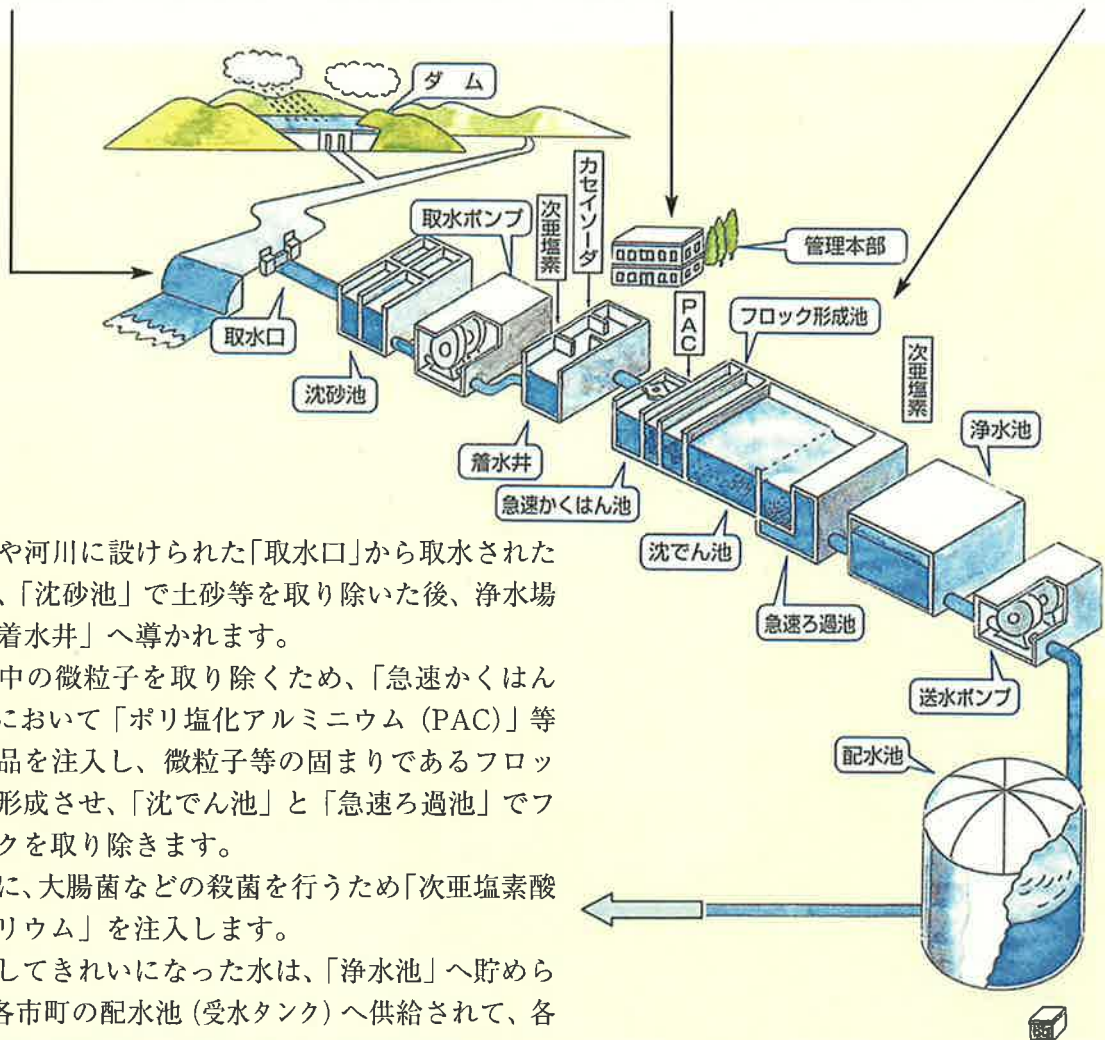 ダム
カセイソーダ
次亜塩素
取水ポンプ
管理本部
PAC
フロック形成池
取水口
次亜塩素
沈砂池
浄水池
着水井
急速かくはん池
沈でん池
急速ろ過池
送水ポンプ
配水池
や河川に設けられた「取水口」から取水された
、「沈砂池」で土砂等を取り除いた後、浄水場
着水井」へ導かれます。
中の微粒子を取り除くため、「急速かくはん
において「ポリ塩化アルミニウム (PAC)」等
品を注入し、微粒子等の固まりであるフロッ
形成させ、「沈でん池」と「急速ろ過池」でフ
クを取り除きます。
に、大腸菌などの殺菌を行うため「次亜塩素酸
リウム」を注入します。
してきれいになった水は、「浄水池」へ貯めら
各市町の配水池 (受水タンク) へ供給されて、各